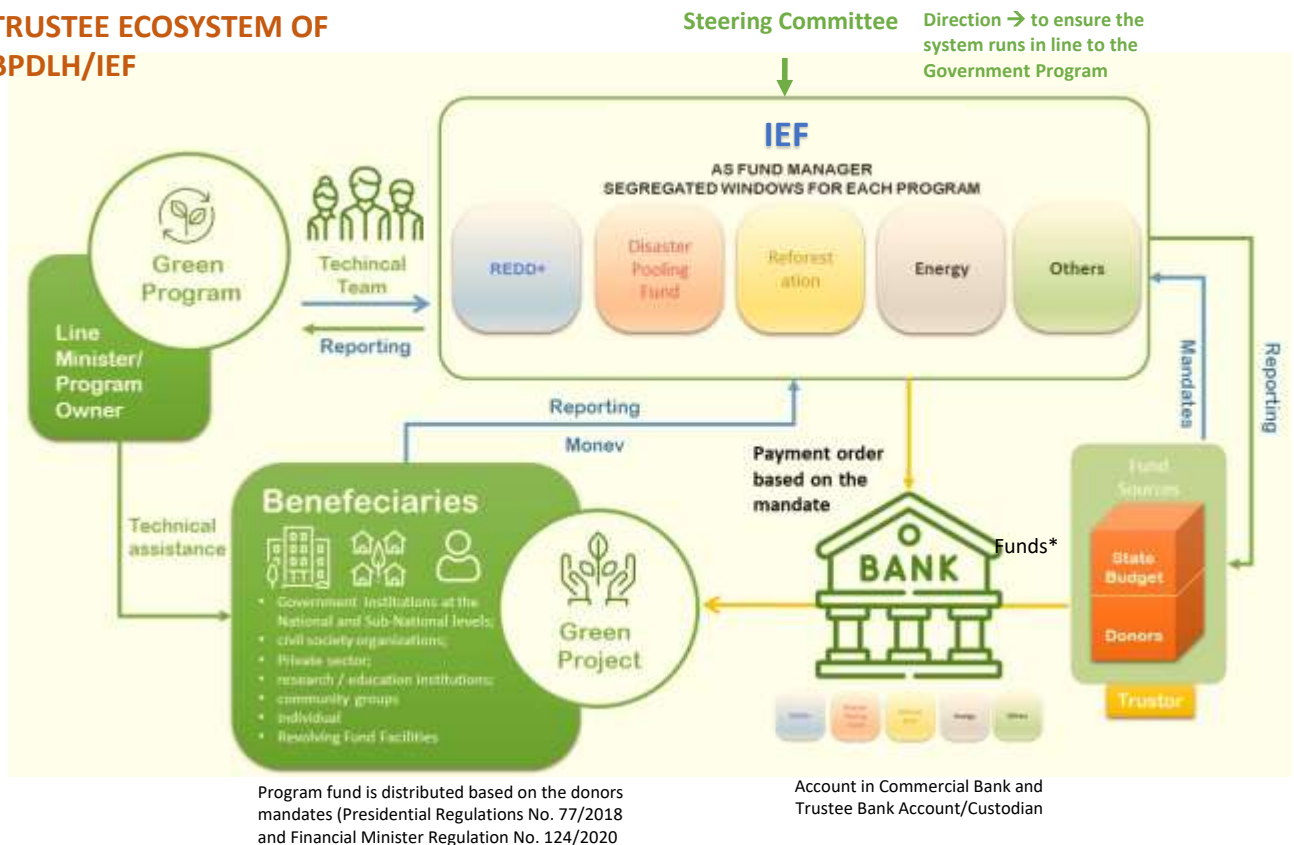 TRUSTEE ECOSYSTEM OF
BPDLH/IEF
Steering Committee
Direction → to ensure the
system runs in line to the
Government Program
IEF
AS FUND MANAGER
SEGREGATED WINDOWS FOR EACH PROGRAM
REDD+
Disaster
Pooling
Fund
Reforest
ation
Energy
Others
Green
Program
Techincal
Team
Reporting
Line
Minister/
Program
Owner
Mandates
Reporting
Reporting
Monev
Payment order
based on the
mandate
Technical
assistance
Benefeciaries
• Government Institutions at the
National and Sub-National levels;
• civil society organizations;
• Private sector;
• research / education institutions;
• community groups
• individual
• Revolving Fund Facilities
Green
Project
BANK
Funds*
Fund
Sources
State
Budget
Donors
Trustor
Energy
Others
Program fund is distributed based on the donors
mandates (Presidential Regulations No. 77/2018
and Financial Minister Regulation No. 124/2020
Account in Commercial Bank and
Trustee Bank Account/Custodian